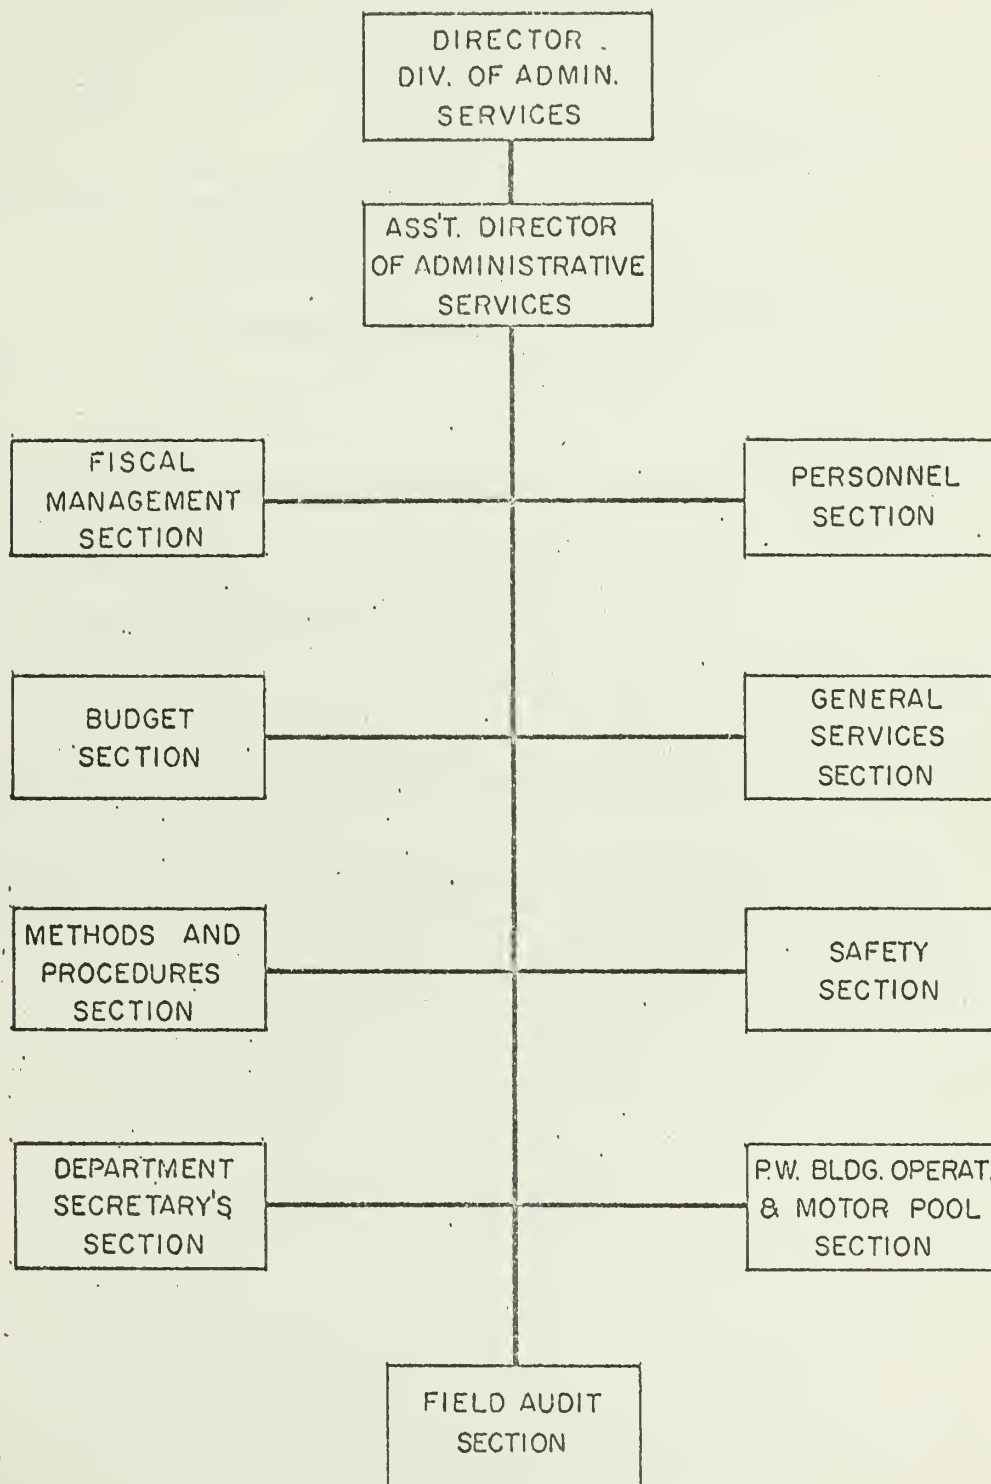 DIRECTOR
DIV. OF ADMIN.
SERVICES
ASS'T. DIRECTOR
OF ADMINISTRATIVE
SERVICES
FISCAL
MANAGEMENT
SECTION
PERSONNEL
SECTION
BUDGET
SECTION
GENERAL
SERVICES
SECTION
METHODS AND
PROCEDURES
SECTION
SAFETY
SECTION
DEPARTMENT
SECRETARY'S
SECTION
P.W. BLDG. OPERAT.
& MOTOR POOL
SECTION
FIELD AUDIT
SECTION